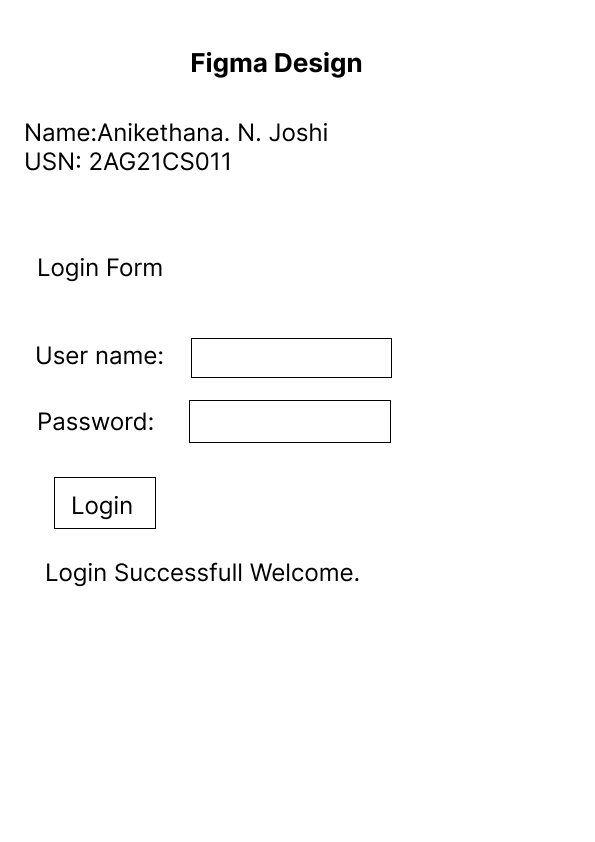 Figma Design
Name:Anikethana. N. Joshi
USN: 2AG21CS011
Login Form
User name:
Password:
Login
Login Successfull Welcome.